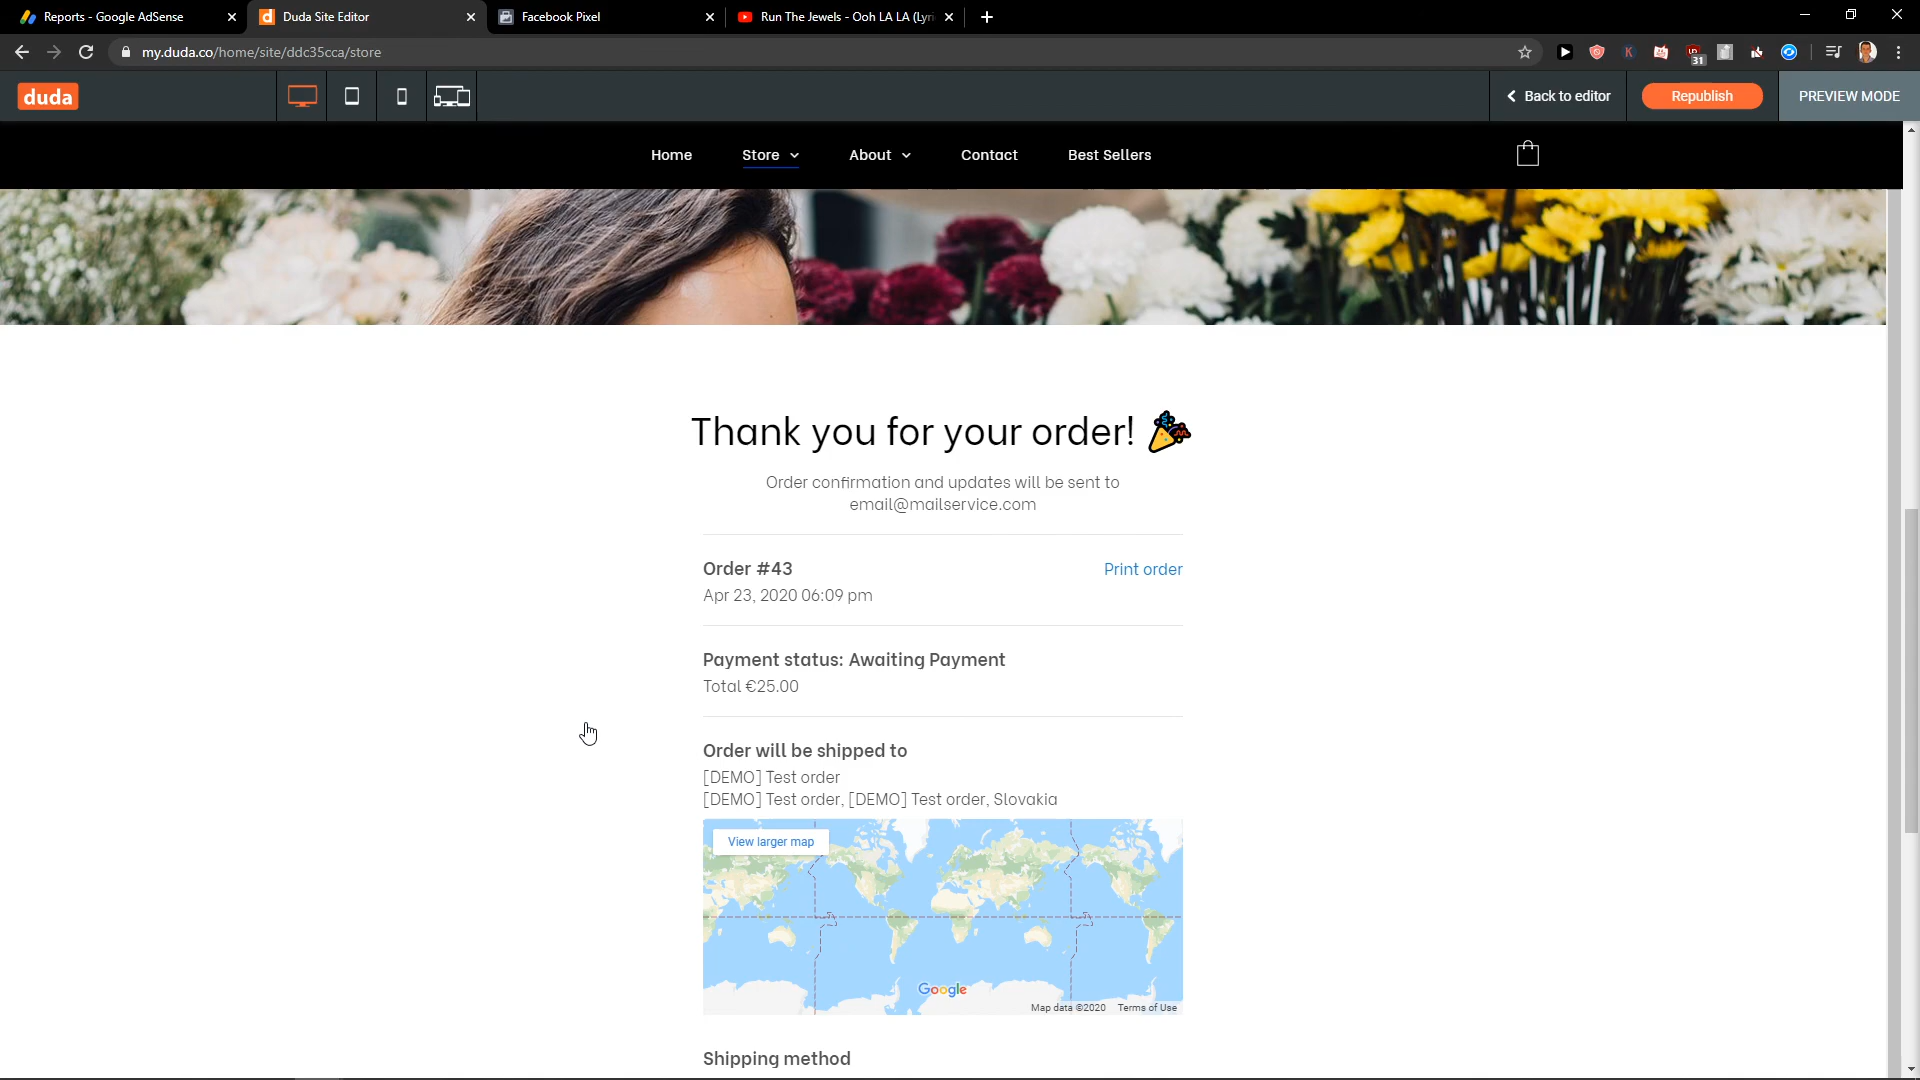 Reports - Google AdSense
Duda Site Editor
Facebook Pixel
Run The Jewels - Ooh LA LA (Lyri
my.duda.co/home/site/ddc35cca/store
31
duda
Back to editor
Republish
PREVIEW MODE
Home
Store
About
Contact
Best Sellers
Thank you for your order!
Order confirmation and updates will be sent to
email@mailservice.com
Order #43
Print order
Apr 23, 2020 06:09 pm
Payment status: Awaiting Payment
Total €25.00
Order will be shipped to
[DEMO] Test order
[DEMO] Test order, [DEMO] Test order, Slovakia
View larger map
Google
Map data ©2020
Terms of Use
Shipping method